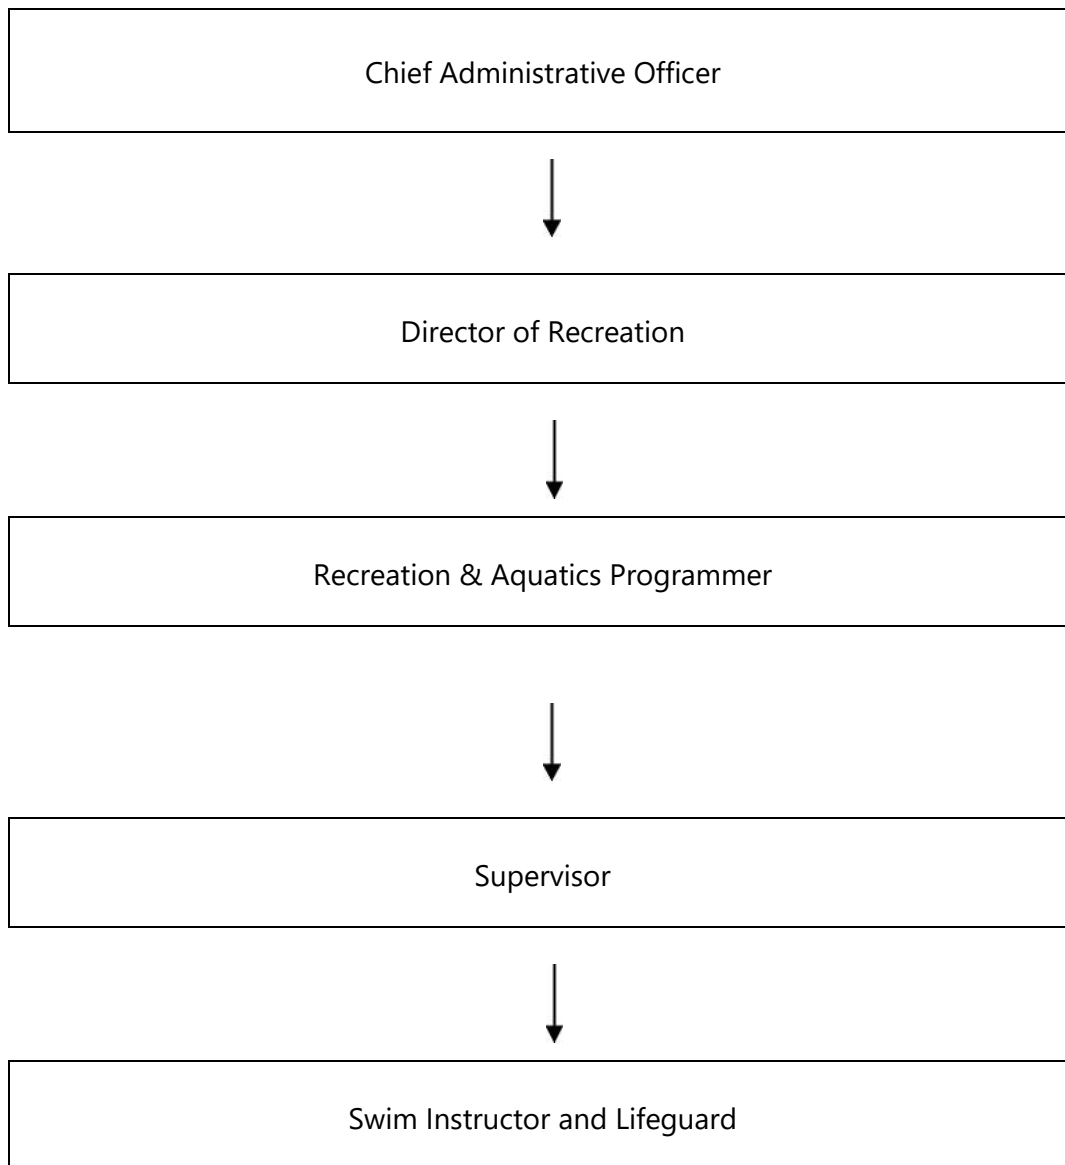 Chief Administrative Officer
Director of Recreation
Recreation & Aquatics Programmer
Supervisor
Swim Instructor and Lifeguard